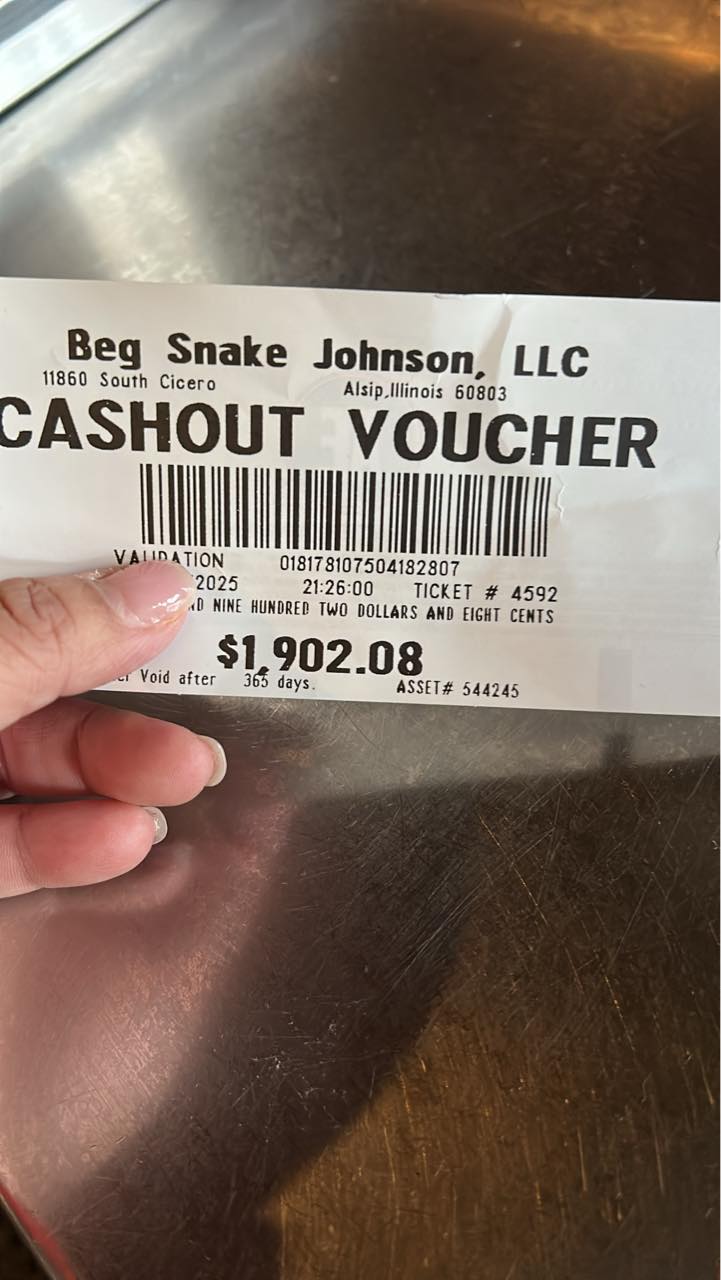 Beg Snake Johnson, LLC
11860 South Cicero Alsip,Illinois 60803
CASHOUT VOUCHER
VALIDATION 018178107504182807
2025 21:26:00 TICKET # 4592
NINE HUNDRED TWO DOLLARS AND EIGHT CENTS
$1,902.08
Void after 365 days. ASSET# 544245